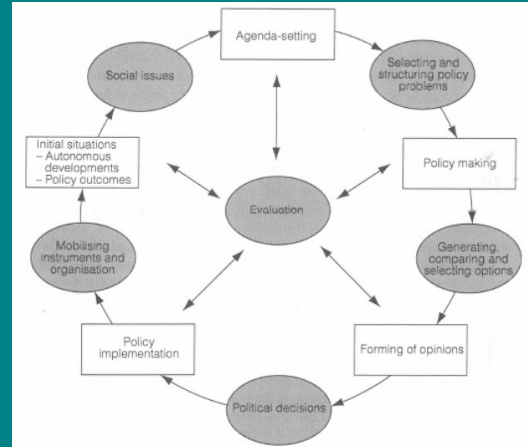 Agenda-setting
Selecting and
structuring policy
problems
Policy making
Generating,
comparing and
selecting options
Forming of opinions
Political decisions
Policy
implementation
Mobilising
instruments and
organisation
Initial situations
– Autonomous
developments
– Policy outcomes
Social issues
Evaluation